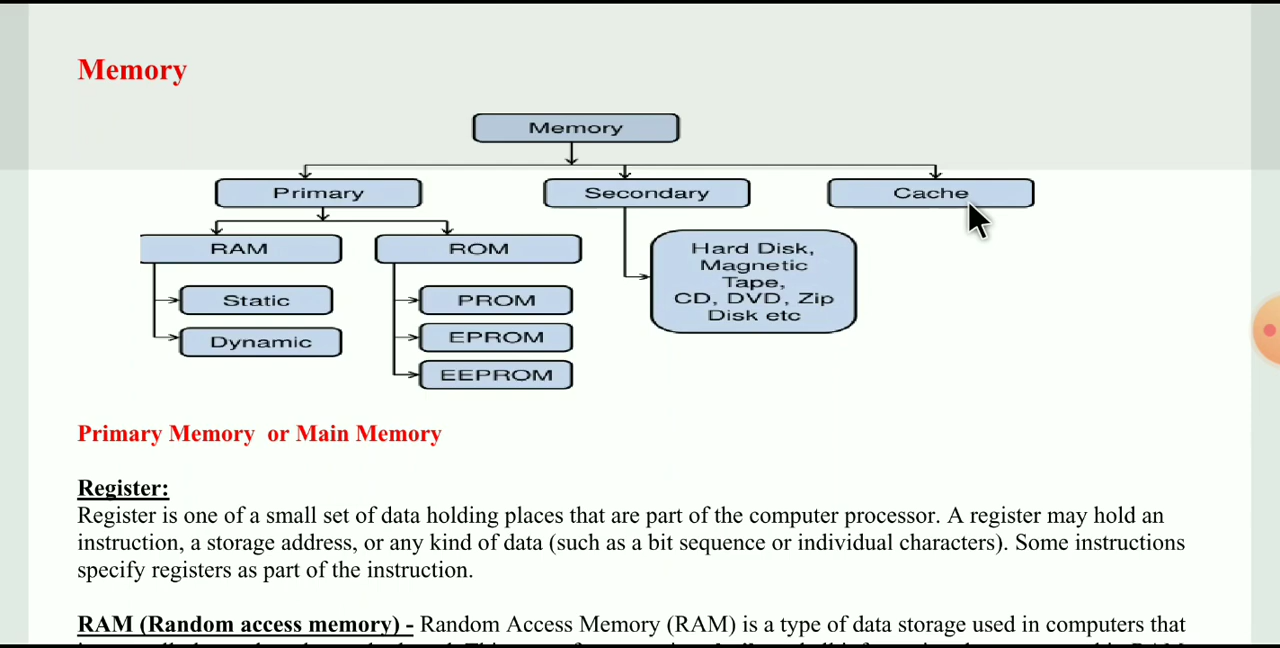 Memory
Memory
Primary
Secondary
Cache
RAM
ROM
Static
Dynamic
PROM
EPROM
EEPROM
Hard Disk,
Magnetic
Tape,
CD, DVD, Zip
Disk etc
Primary Memory or Main Memory
Register:
Register is one of a small set of data holding places that are part of the computer processor. A register may hold an
instruction, a storage address, or any kind of data (such as a bit sequence or individual characters). Some instructions
specify registers as part of the instruction.
RAM (Random access memory) - Random Access Memory (RAM) is a type of data storage used in computers that